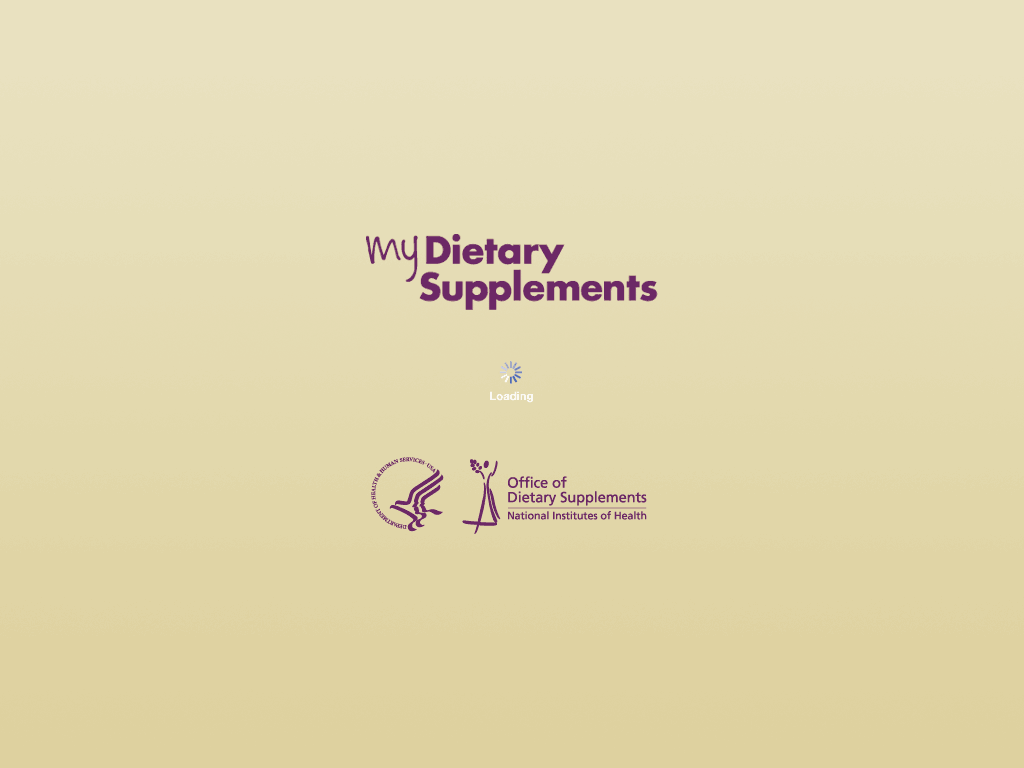 my Dietary
Supplements
Loading
DEPARTMENT OF HEALTH & HUMAN SERVICES · USA
Office of
Dietary Supplements
National Institutes of Health